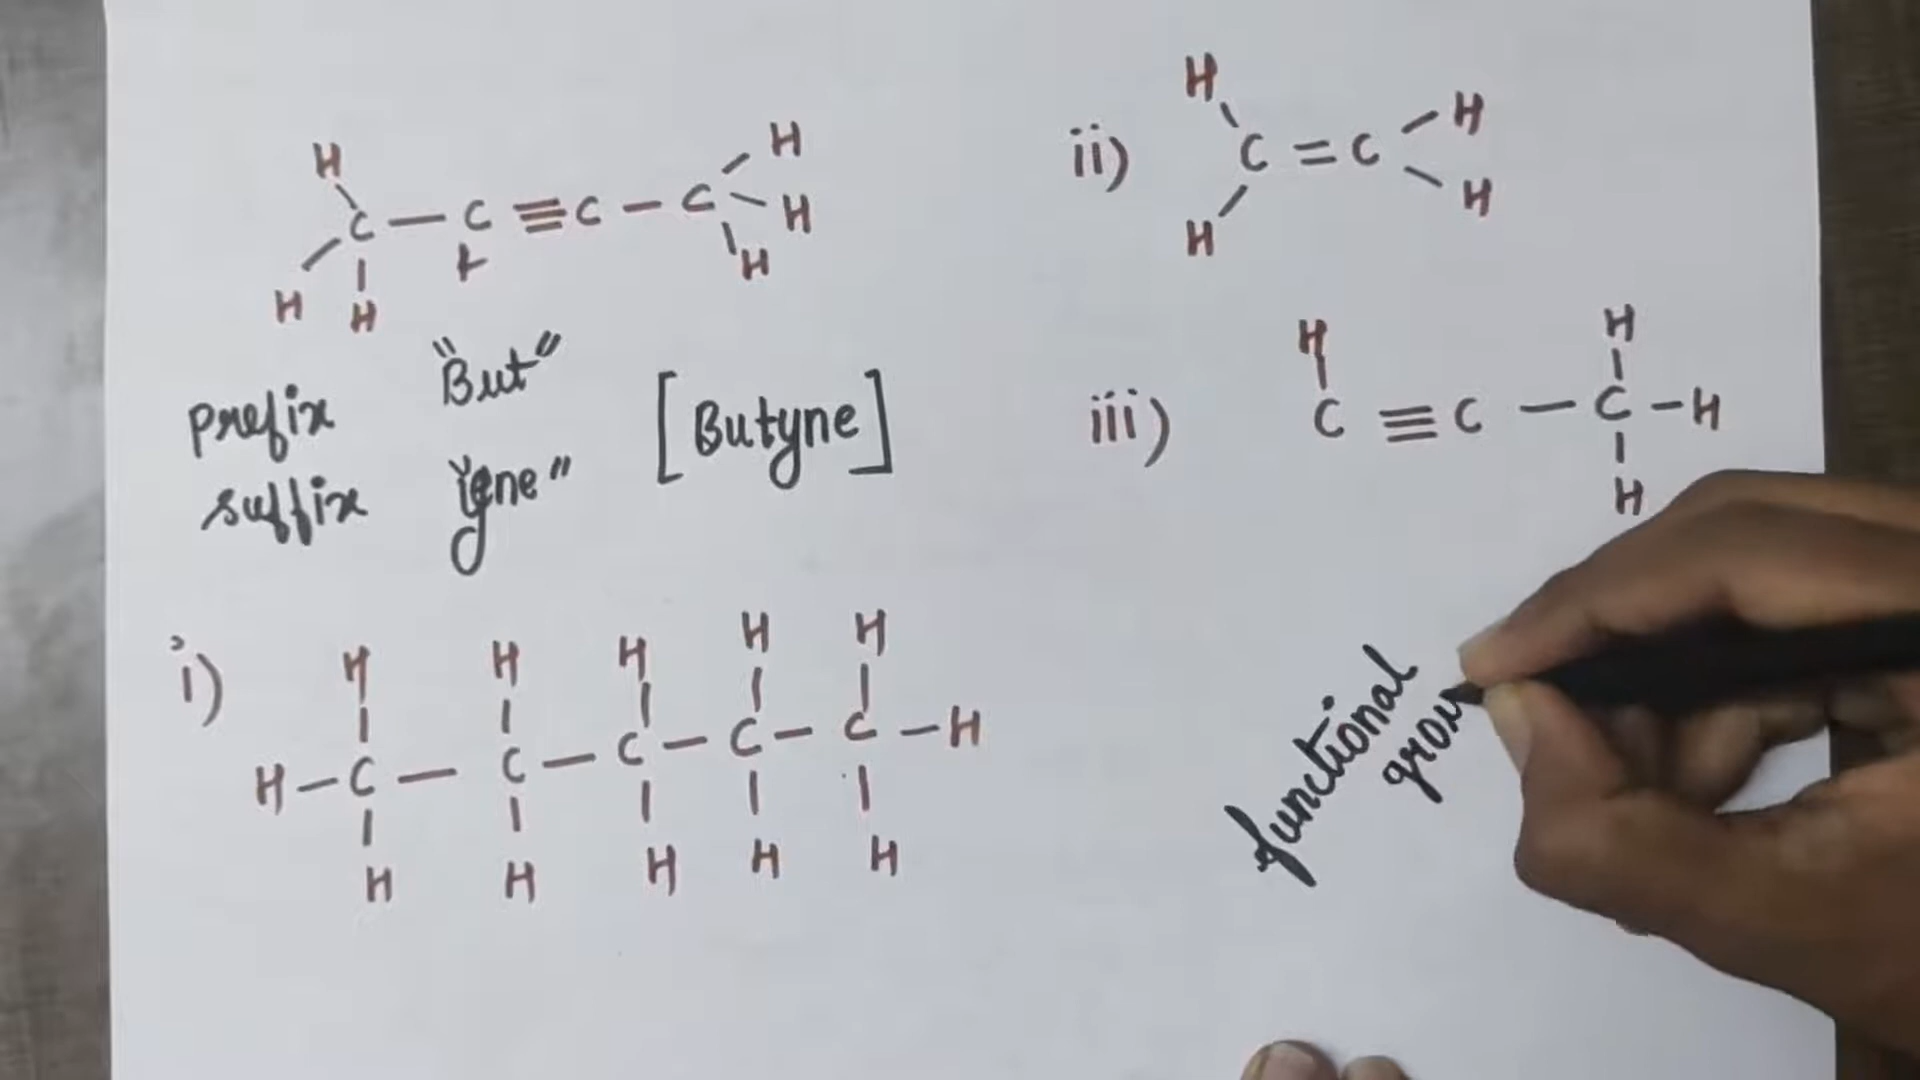 H H
C — C ≡ C — C H
H H H
prefix "But"
suffix "yne" [Butyne]
i) H H H H H
H — C — C — C — C — C — H
H H H H H
ii) H H
C = C
H H
iii) H H
C ≡ C — C — H
H
functional
grou